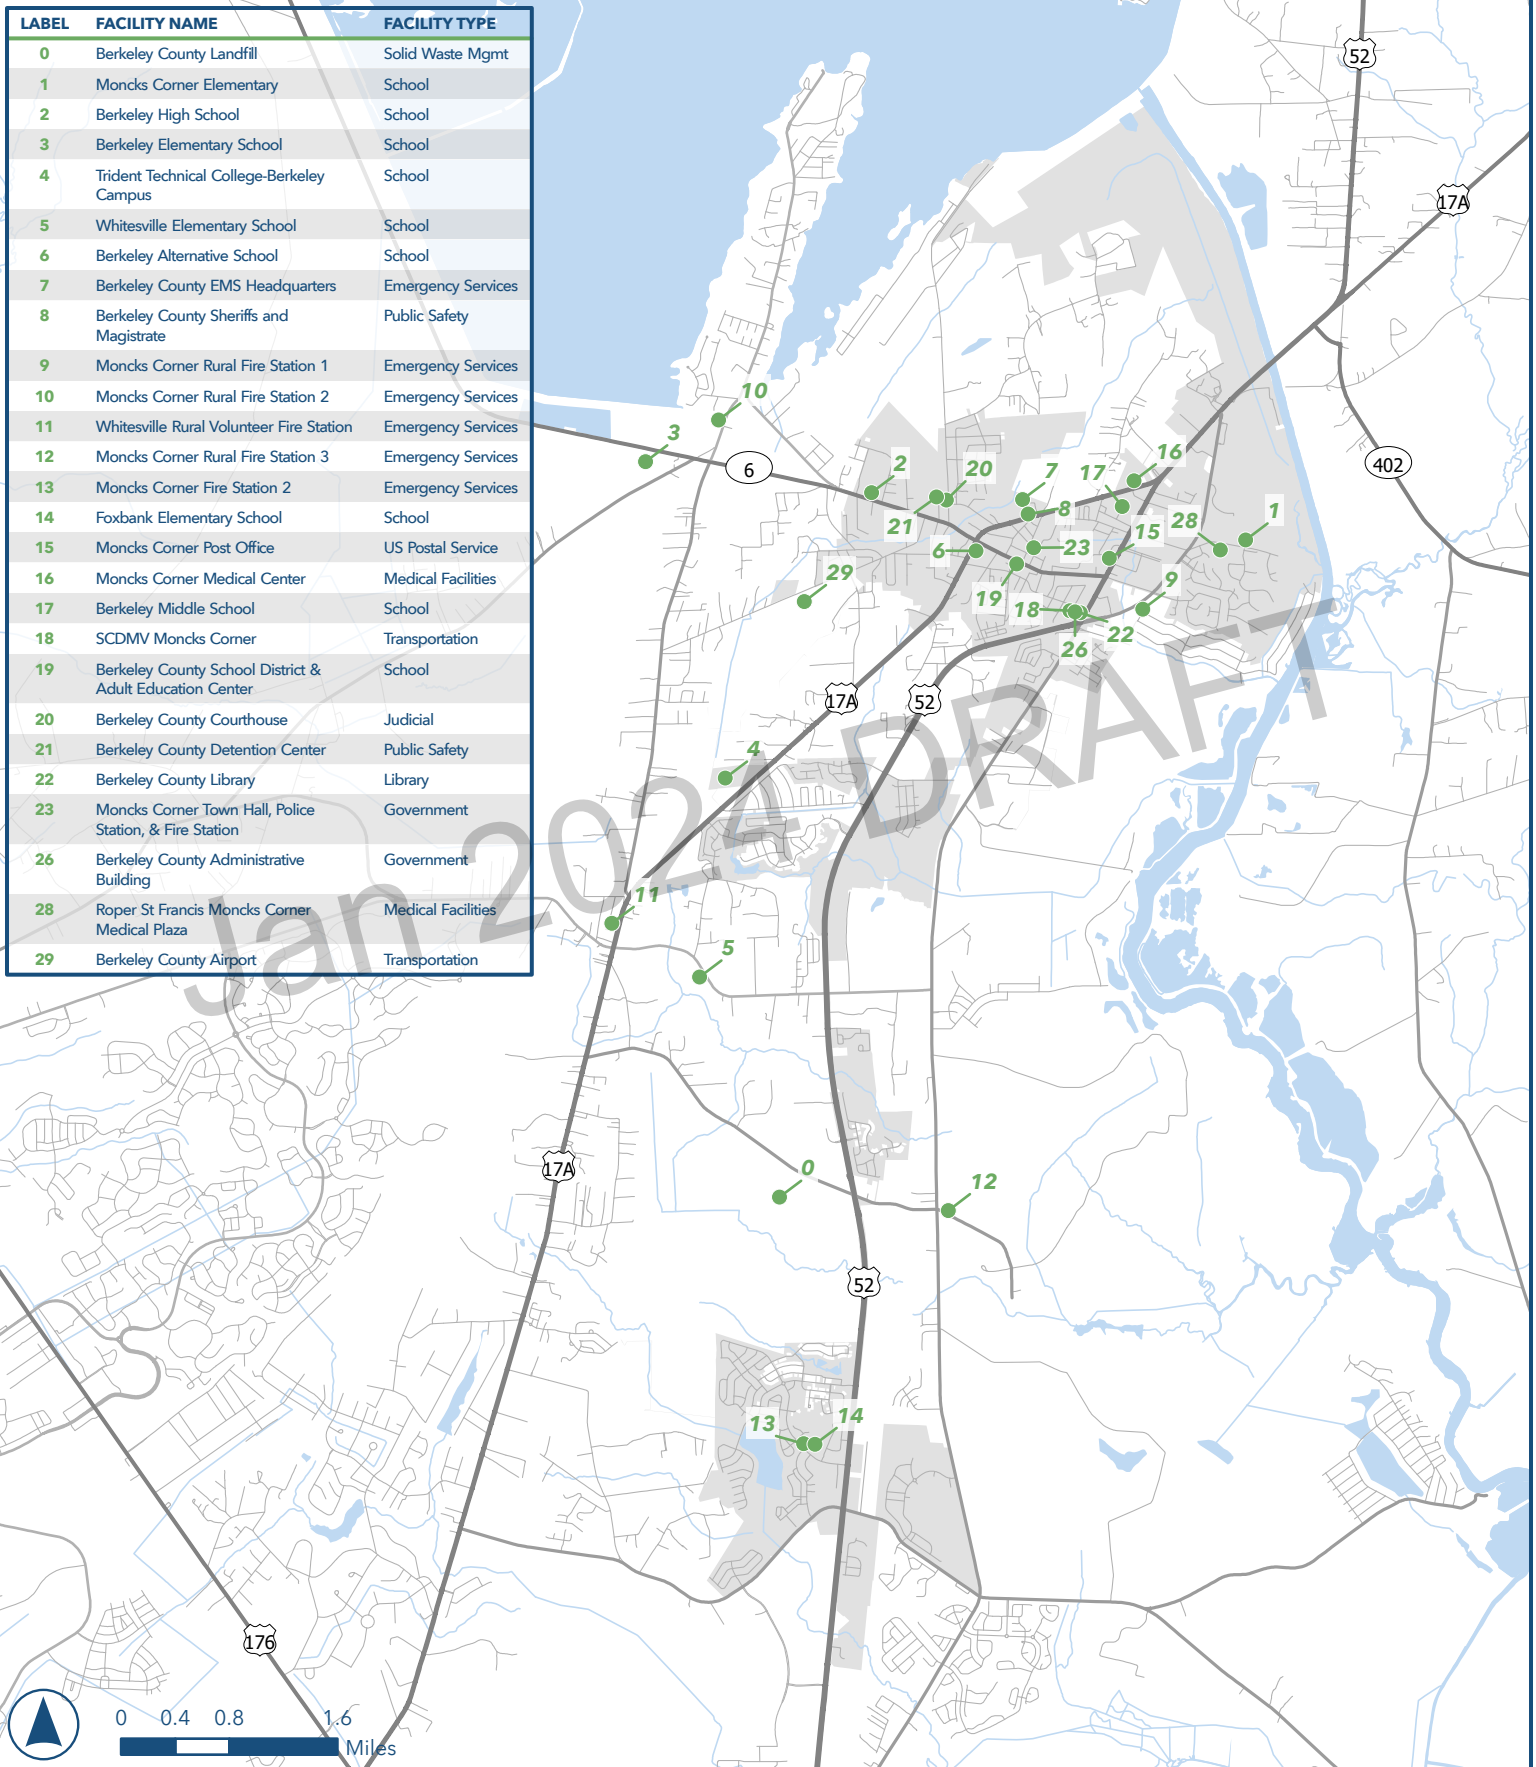 LABEL FACILITY NAME FACILITY TYPE
0 Berkeley County Landfill Solid Waste Mgmt
1 Moncks Corner Elementary School
2 Berkeley High School School
3 Berkeley Elementary School School
4 Trident Technical College-Berkeley School
Campus
5 Whitesville Elementary School School
6 Berkeley Alternative School School
7 Berkeley County EMS Headquarters Emergency Services
8 Berkeley County Sheriffs and Public Safety
Magistrate
9 Moncks Corner Rural Fire Station 1 Emergency Services
10 Moncks Corner Rural Fire Station 2 Emergency Services
11 Whitesville Rural Volunteer Fire Station Emergency Services
12 Moncks Corner Rural Fire Station 3 Emergency Services
13 Moncks Corner Fire Station 2 Emergency Services
14 Foxbank Elementary School School
15 Moncks Corner Post Office US Postal Service
16 Moncks Corner Medical Center Medical Facilities
17 Berkeley Middle School School
18 SCDMV Moncks Corner Transportation
19 Berkeley County School District & School
Adult Education Center
20 Berkeley County Courthouse Judicial
21 Berkeley County Detention Center Public Safety
22 Berkeley County Library Library
23 Moncks Corner Town Hall, Police Government
Station, & Fire Station
26 Berkeley County Administrative Government
Building
28 Roper St Francis Moncks Corner Medical Facilities
Medical Plaza
29 Berkeley County Airport Transportation
52
17A
10
3
6
402
2
20
7
17
16
21
8
28
1
15
6
23
29
19
18
9
22
26
17A
52
4
Jan 2024 DRAFT
11
5
17A
0
12
52
13
14
176
0 0.4 0.8 1.6
Miles